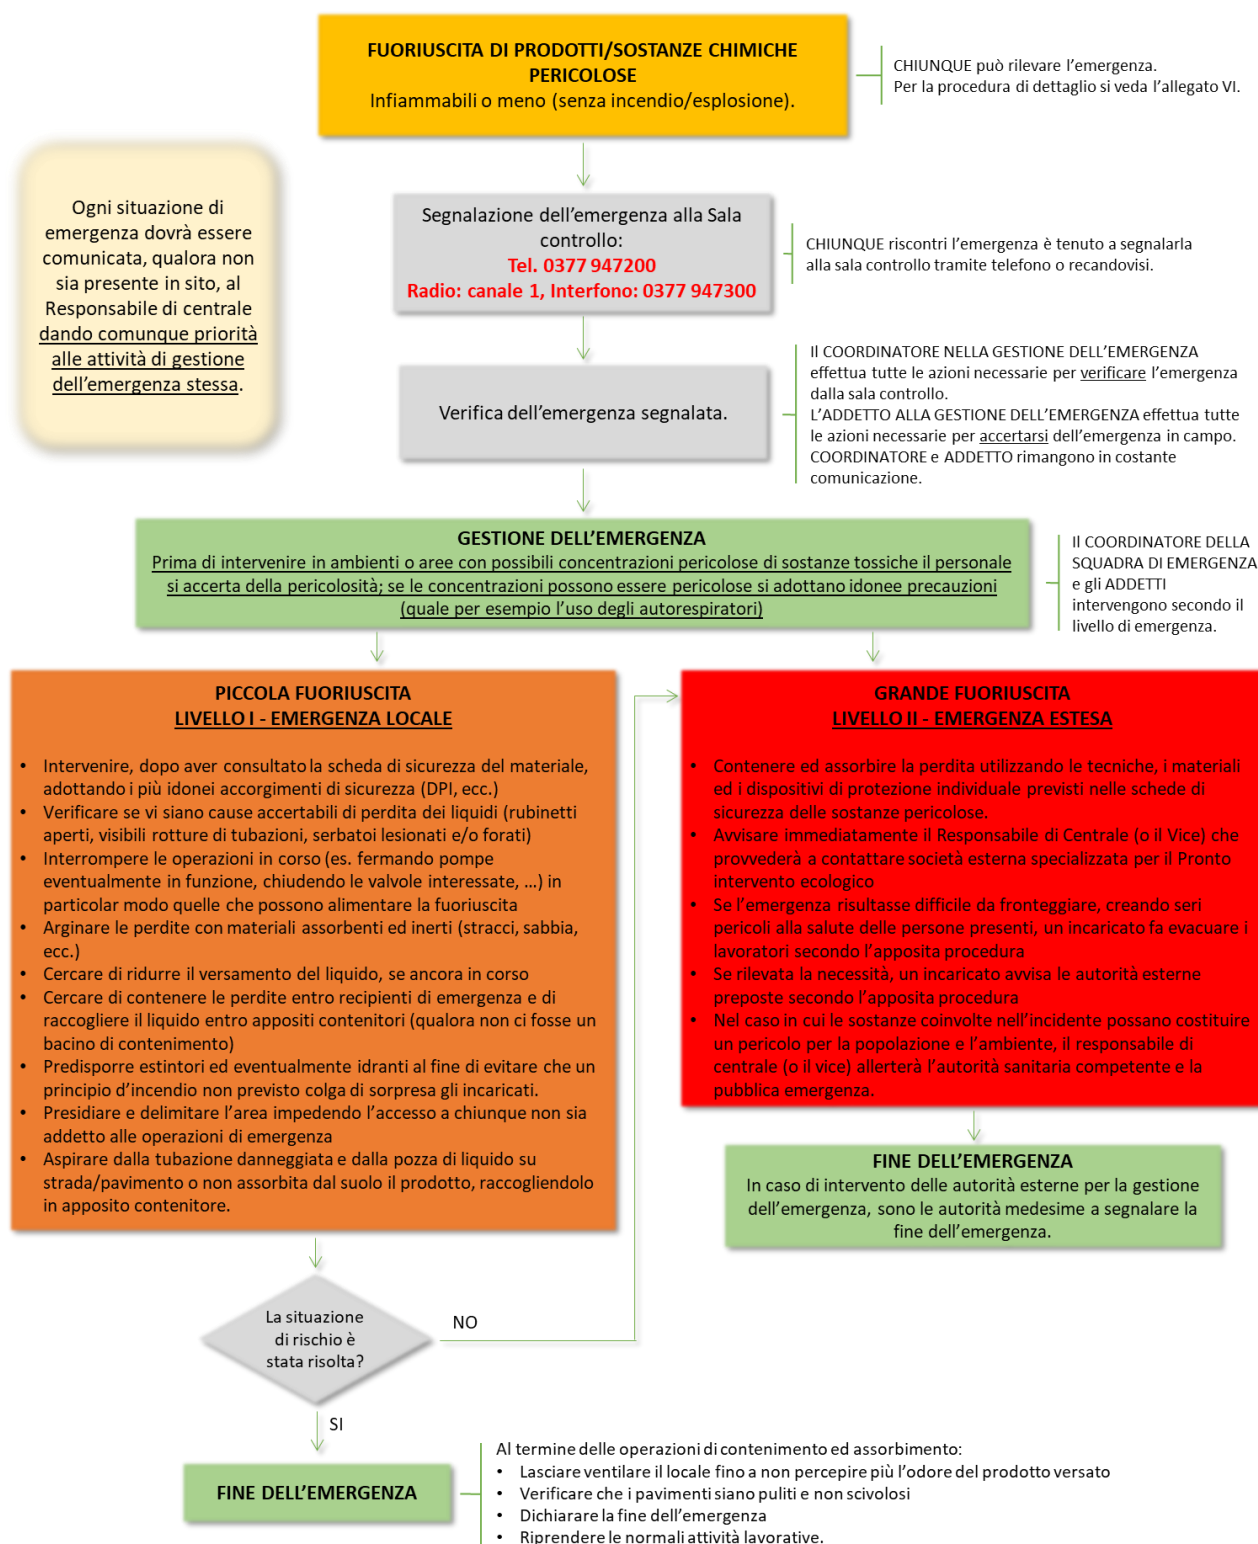 FUORIUSCITA DI PRODOTTI/SOSTANZE CHIMICHE
PERICOLOSE
Infiammabili o meno (senza incendio/esplosione).
CHIUNQUE può rilevare l’emergenza.
Per la procedura di dettaglio si veda l’allegato VI.
Ogni situazione di
emergenza dovrà essere
comunicata, qualora non
sia presente in sito, al
Responsabile di centrale
dando comunque priorità
alle attività di gestione
dell’emergenza stessa.
Segnalazione dell’emergenza alla Sala
controllo:
Tel. 0377 947200
Radio: canale 1, Interfono: 0377 947300
CHIUNQUE riscontri l’emergenza è tenuto a segnalarla
alla sala controllo tramite telefono o recandovisi.
Verifica dell’emergenza segnalata.
Il COORDINATORE NELLA GESTIONE DELL’EMERGENZA
effettua tutte le azioni necessarie per verificare l’emergenza
dalla sala controllo.
L’ADDETTO ALLA GESTIONE DELL’EMERGENZA effettua tutte
le azioni necessarie per accertarsi dell’emergenza in campo.
COORDINATORE e ADDETTO rimangono in costante
comunicazione.
GESTIONE DELL’EMERGENZA
Prima di intervenire in ambienti o aree con possibili concentrazioni pericolose di sostanze tossiche il personale
si accerta della pericolosità; se le concentrazioni possono essere pericolose si adottano idonee precauzioni
(quale per esempio l’uso degli autorespiratori)
Il COORDINATORE DELLA
SQUADRA DI EMERGENZA
e gli ADDETTI
intervengono secondo il
livello di emergenza.
PICCOLA FUORIUSCITA
LIVELLO I - EMERGENZA LOCALE
• Intervenire, dopo aver consultato la scheda di sicurezza del materiale,
adottando i più idonei accorgimenti di sicurezza (DPI, ecc.)
• Verificare se vi siano cause accertabili di perdita dei liquidi (rubinetti
aperti, visibili rotture di tubazioni, serbatoi lesionati e/o forati)
• Interrompere le operazioni in corso (es. fermando pompe
eventualmente in funzione, chiudendo le valvole interessate, …) in
particolar modo quelle che possono alimentare la fuoriuscita
• Arginare le perdite con materiali assorbenti ed inerti (stracci, sabbia,
ecc.)
• Cercare di ridurre il versamento del liquido, se ancora in corso
• Cercare di contenere le perdite entro recipienti di emergenza e di
raccogliere il liquido entro appositi contenitori (qualora non ci fosse un
bacino di contenimento)
• Predisporre estintori ed eventualmente idranti al fine di evitare che un
principio d’incendio non previsto colga di sorpresa gli incaricati.
• Presidiare e delimitare l’area impedendo l’accesso a chiunque non sia
addetto alle operazioni di emergenza
• Aspirare dalla tubazione danneggiata e dalla pozza di liquido su
strada/pavimento o non assorbita dal suolo il prodotto, raccogliendolo
in apposito contenitore.
GRANDE FUORIUSCITA
LIVELLO II - EMERGENZA ESTESA
• Contenere ed assorbire la perdita utilizzando le tecniche, i materiali
ed i dispositivi di protezione individuale previsti nelle schede di
sicurezza delle sostanze pericolose.
• Avvisare immediatamente il Responsabile di Centrale (o il Vice) che
provvederà a contattare società esterna specializzata per il Pronto
intervento ecologico
• Se l’emergenza risultasse difficile da fronteggiare, creando seri
pericoli alla salute delle persone presenti, un incaricato fa evacuare i
lavoratori secondo l’apposita procedura
• Se rilevata la necessità, un incaricato avvisa le autorità esterne
preposte secondo l’apposita procedura
• Nel caso in cui le sostanze coinvolte nell’incidente possano costituire
un pericolo per la popolazione e l’ambiente, il responsabile di
centrale (o il vice) allerterà l’autorità sanitaria competente e la
pubblica emergenza.
FINE DELL’EMERGENZA
In caso di intervento delle autorità esterne per la gestione
dell’emergenza, sono le autorità medesime a segnalare la
fine dell’emergenza.
La situazione
di rischio è
stata risolta?
NO
SI
FINE DELL’EMERGENZA
Al termine delle operazioni di contenimento ed assorbimento:
• Lasciare ventilare il locale fino a non percepire più l’odore del prodotto versato
• Verificare che i pavimenti siano puliti e non scivolosi
• Dichiarare la fine dell’emergenza
• Riprendere le normali attività lavorative.